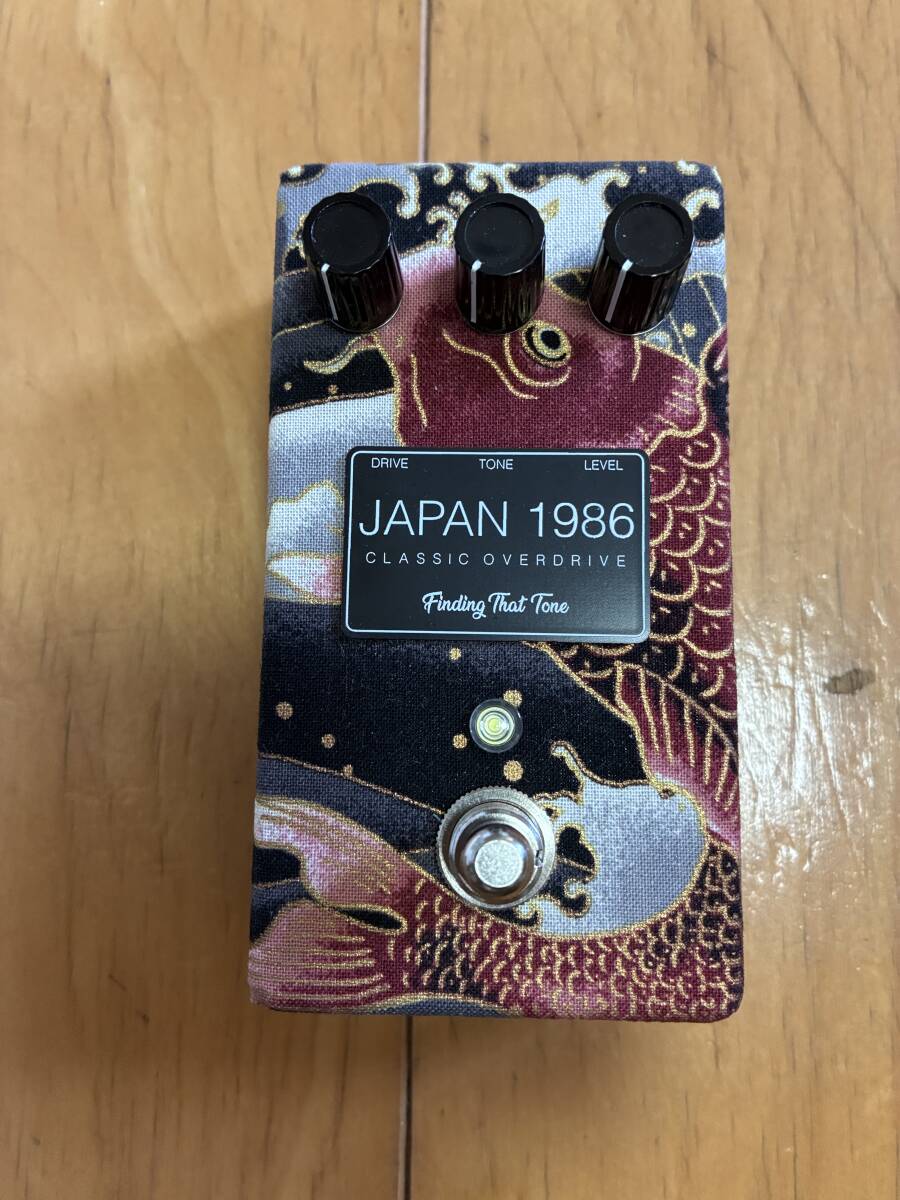 DRIVE TONE LEVEL
JAPAN 1986
CLASSIC OVERDRIVE
Finding That Tone